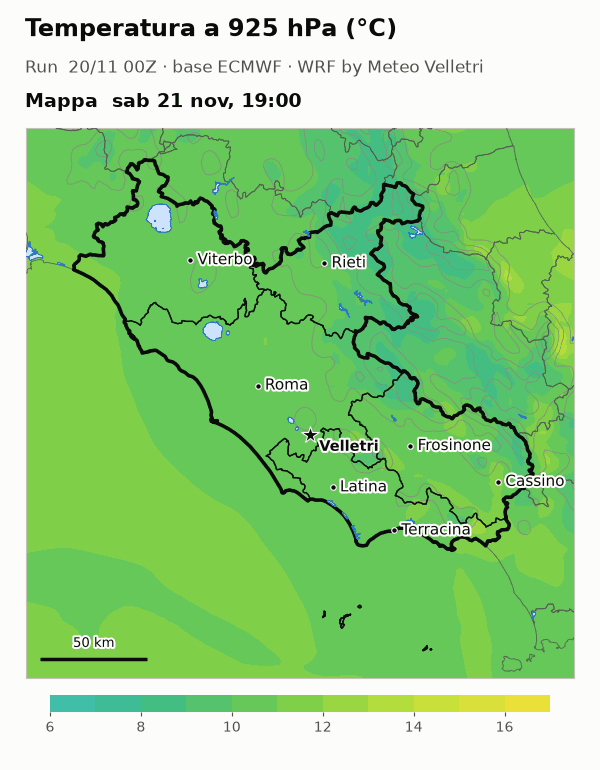 Temperatura a 925 hPa (°C)
Run  20/11 00Z · base ECMWF · WRF by Meteo Velletri
Mappa  sab 21 nov, 19:00
Viterbo
Rieti
Roma
Velletri
Frosinone
Cassino
Latina
Terracina
50 km
6 8 10 12 14 16